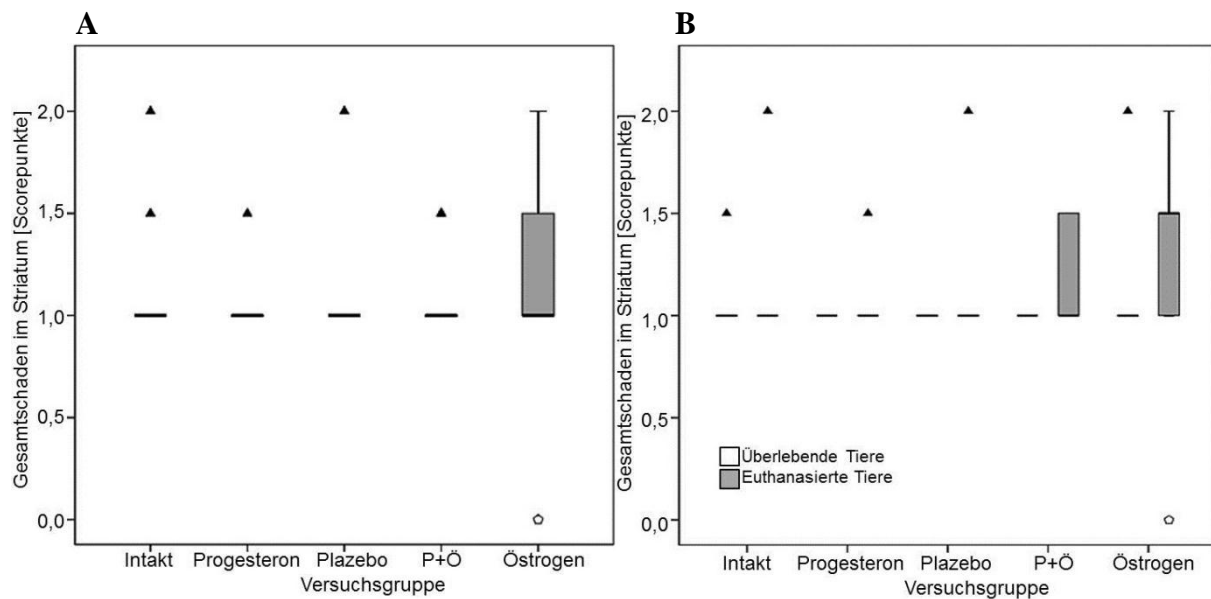 A
Gesamtschaden im Striatum [Scorepunkte]
2,0
1,5
1,0
0,5
0,0
Intakt Progesteron Plazebo P+Ö Östrogen
Versuchsgruppe
B
Gesamtschaden im Striatum [Scorepunkte]
2,0
1,5
1,0
0,5
0,0
Überlebende Tiere
Euthanasierte Tiere
Intakt Progesteron Plazebo P+Ö Östrogen
Versuchsgruppe